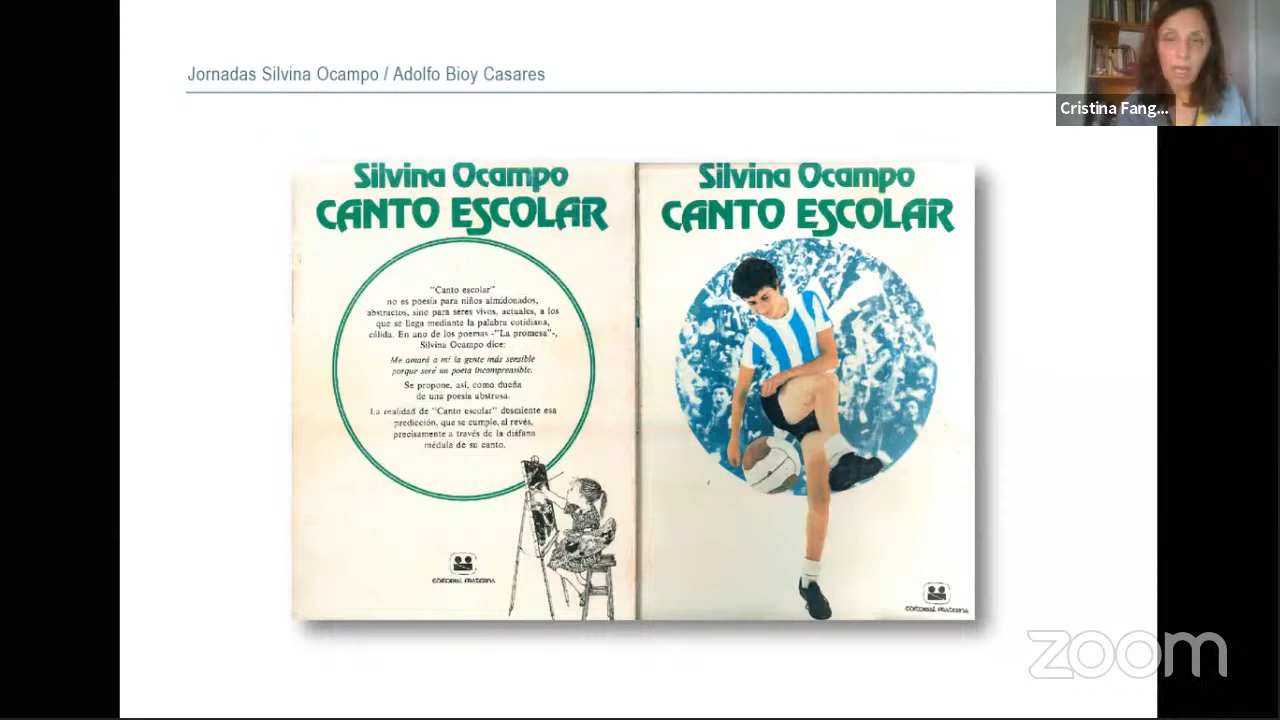 Jornadas Silvina Ocampo / Adolfo Bioy Casares
Cristina Fang...
Silvina Ocampo
CANTO ESCOLAR
"Canto escolar"
no es poesía para niños almidonados,
abstractos, sino para seres vivos, actuales, a los
que se llega mediante la palabra cotidiana,
cálida. En uno de los poemas -"La promesa"-,
Silvina Ocampo dice:
Me amará a mí la gente más sensible
porque seré un poeta incomprensible.
Se propone, así, como dueña
de una poesía abstrusa.
La realidad de "Canto escolar" desmiente esa
predicción, que se cumple, al revés,
precisamente a través de la diáfana
médula de su canto.
EDITORIAL FRATERNA
Silvina Ocampo
CANTO ESCOLAR
EDITORIAL FRATERNA
zoom